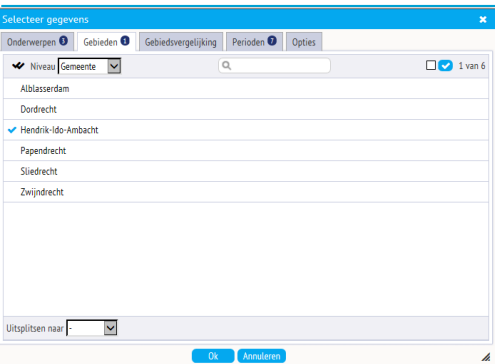 Selecteer gegevens
Onderwerpen 3 Gebieden 1 Gebiedsvergelijking Perioden 7 Opties
Niveau Gemeente 1 van 6
Alblasserdam
Dordrecht
Hendrik-Ido-Ambacht
Papendrecht
Sliedrecht
Zwijndrecht
Uitsplitsen naar -
Ok Annuleren